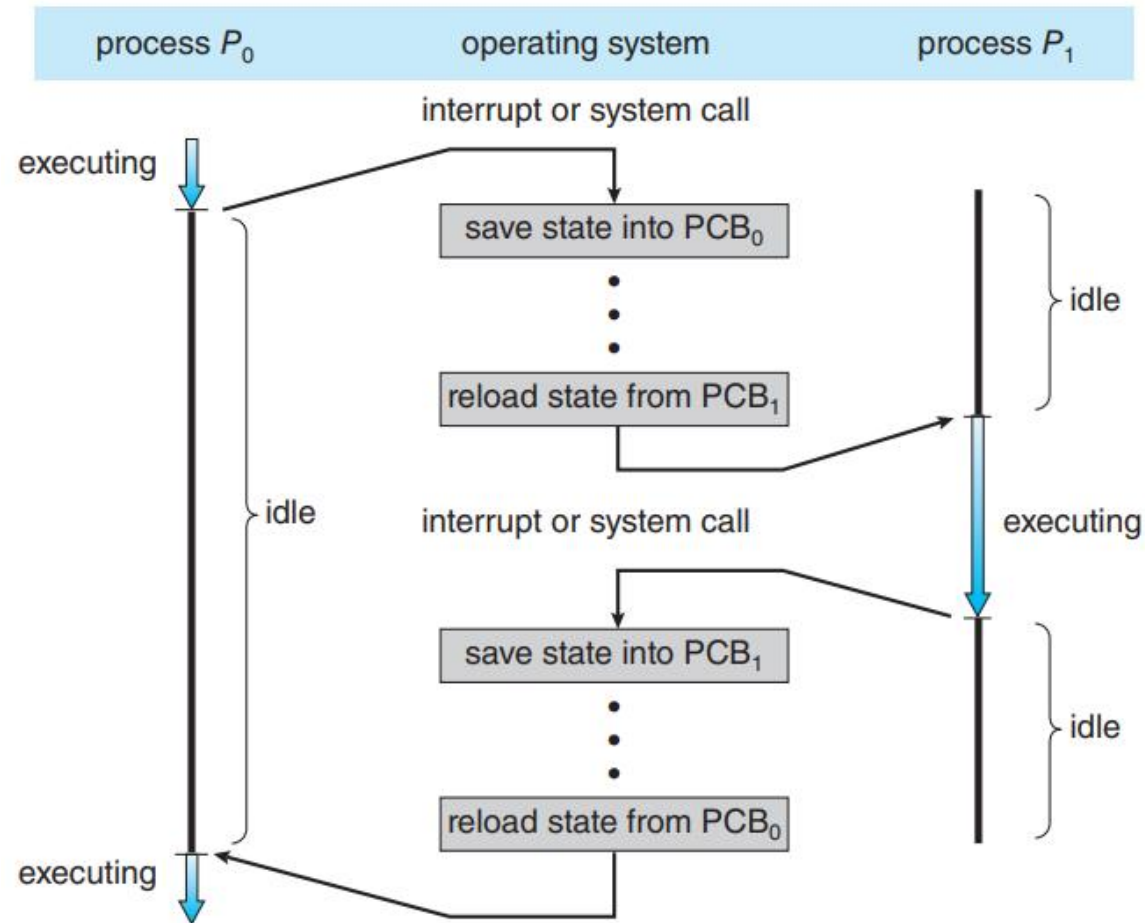 process P₀ operating system process P₁
interrupt or system call
executing
save state into PCB₀
idle
reload state from PCB₁
idle
interrupt or system call
executing
save state into PCB₁
idle
reload state from PCB₀
executing